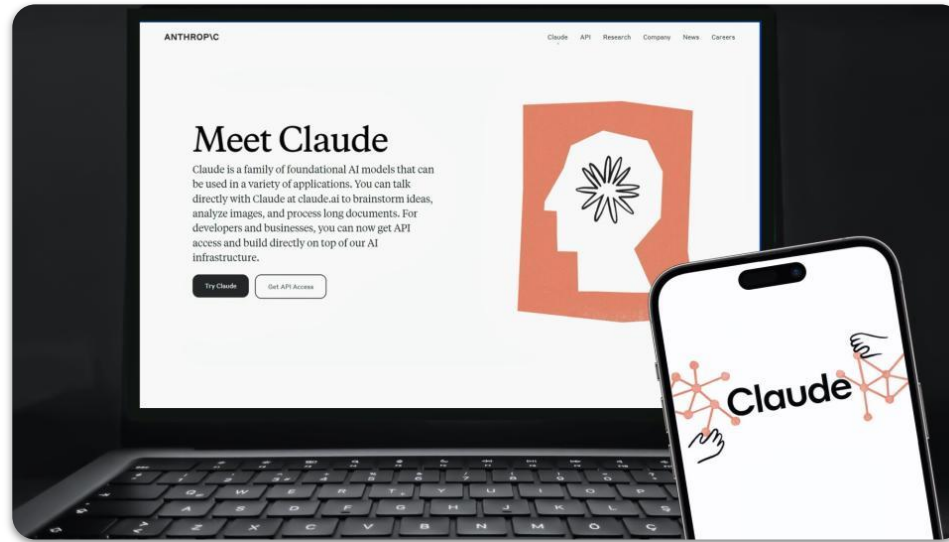 ANTHROP\C
Claude API Research Company News Careers
Meet Claude
Claude is a family of foundational AI models that can
be used in a variety of applications. You can talk
directly with Claude at claude.ai to brainstorm ideas,
analyze images, and process long documents. For
developers and businesses, you can now get API
access and build directly on top of our AI
infrastructure.
Try Claude
Get API Access
Claude
Q W E R T Y U I O P
A S D F G H J K L
Z X C V B N M Ö Ç